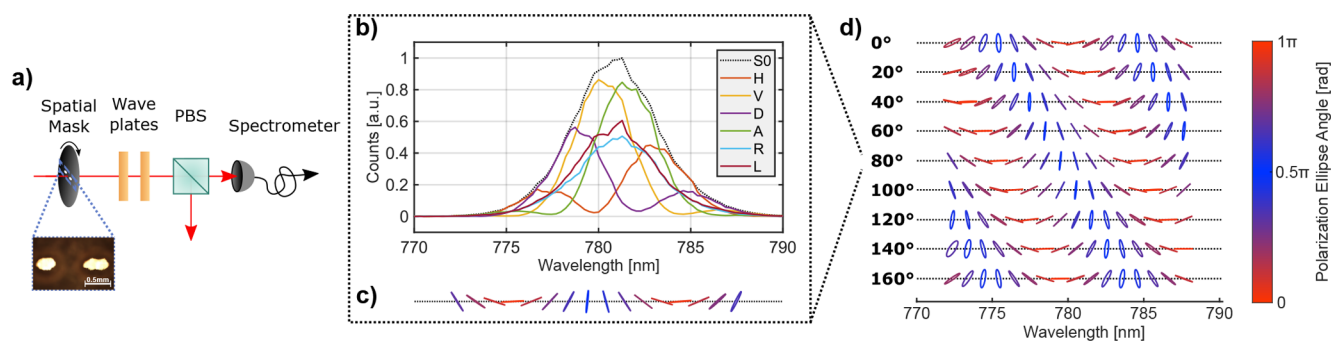 a)
Spatial
Mask
Wave
plates
PBS
Spectrometer
0.5mm
b)
Counts [a.u.]
1
0.8
0.6
0.4
0.2
0
770
775
780
785
790
Wavelength [nm]
S0
H
V
D
A
R
L
c)
d)
0°
20°
40°
60°
80°
100°
120°
140°
160°
770
775
780
785
790
Wavelength [nm]
1π
0.5π
0
Polarization Ellipse Angle [rad]